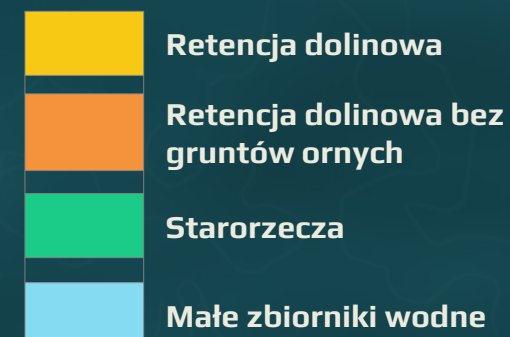 Retencja dolinowa
Retencja dolinowa bez
gruntów ornych
Starorzecza
Małe zbiorniki wodne